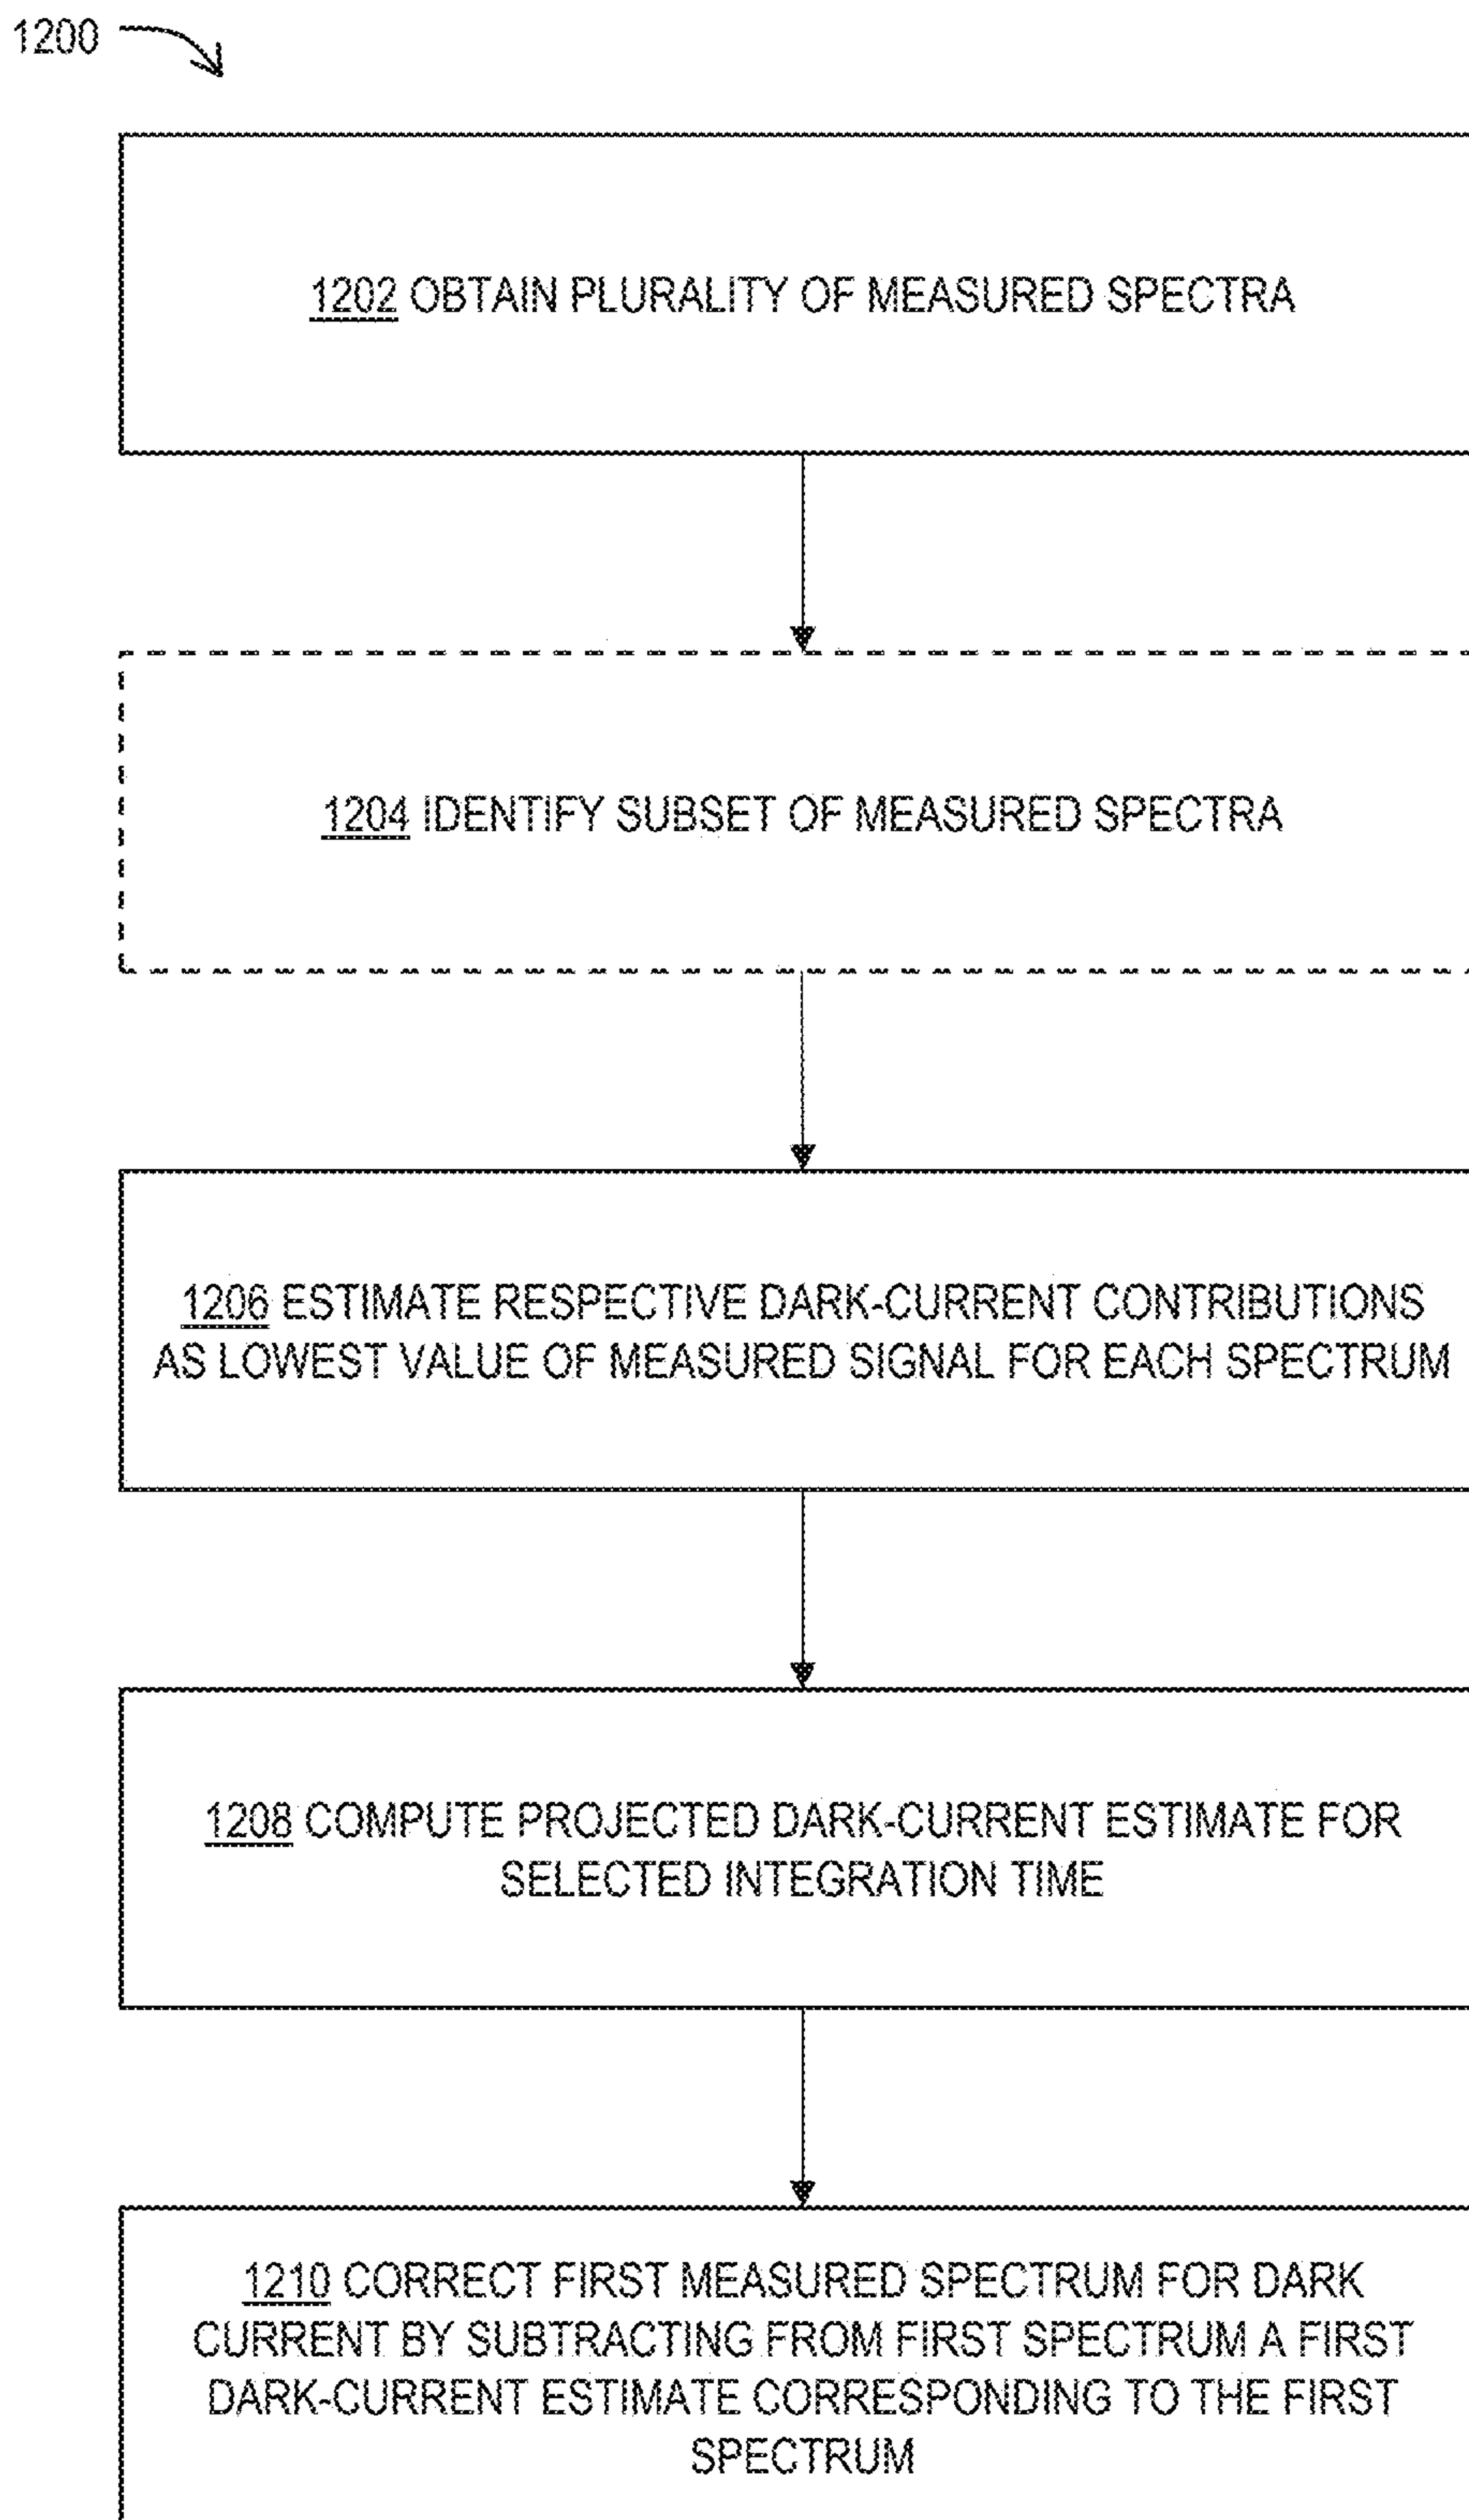 1200
1202 OBTAIN PLURALITY OF MEASURED SPECTRA
1204 IDENTIFY SUBSET OF MEASURED SPECTRA
1206 ESTIMATE RESPECTIVE DARK-CURRENT CONTRIBUTIONS
AS LOWEST VALUE OF MEASURED SIGNAL FOR EACH SPECTRUM
1208 COMPUTE PROJECTED DARK-CURRENT ESTIMATE FOR
SELECTED INTEGRATION TIME
1210 CORRECT FIRST MEASURED SPECTRUM FOR DARK
CURRENT BY SUBTRACTING FROM FIRST SPECTRUM A FIRST
DARK-CURRENT ESTIMATE CORRESPONDING TO THE FIRST
SPECTRUM